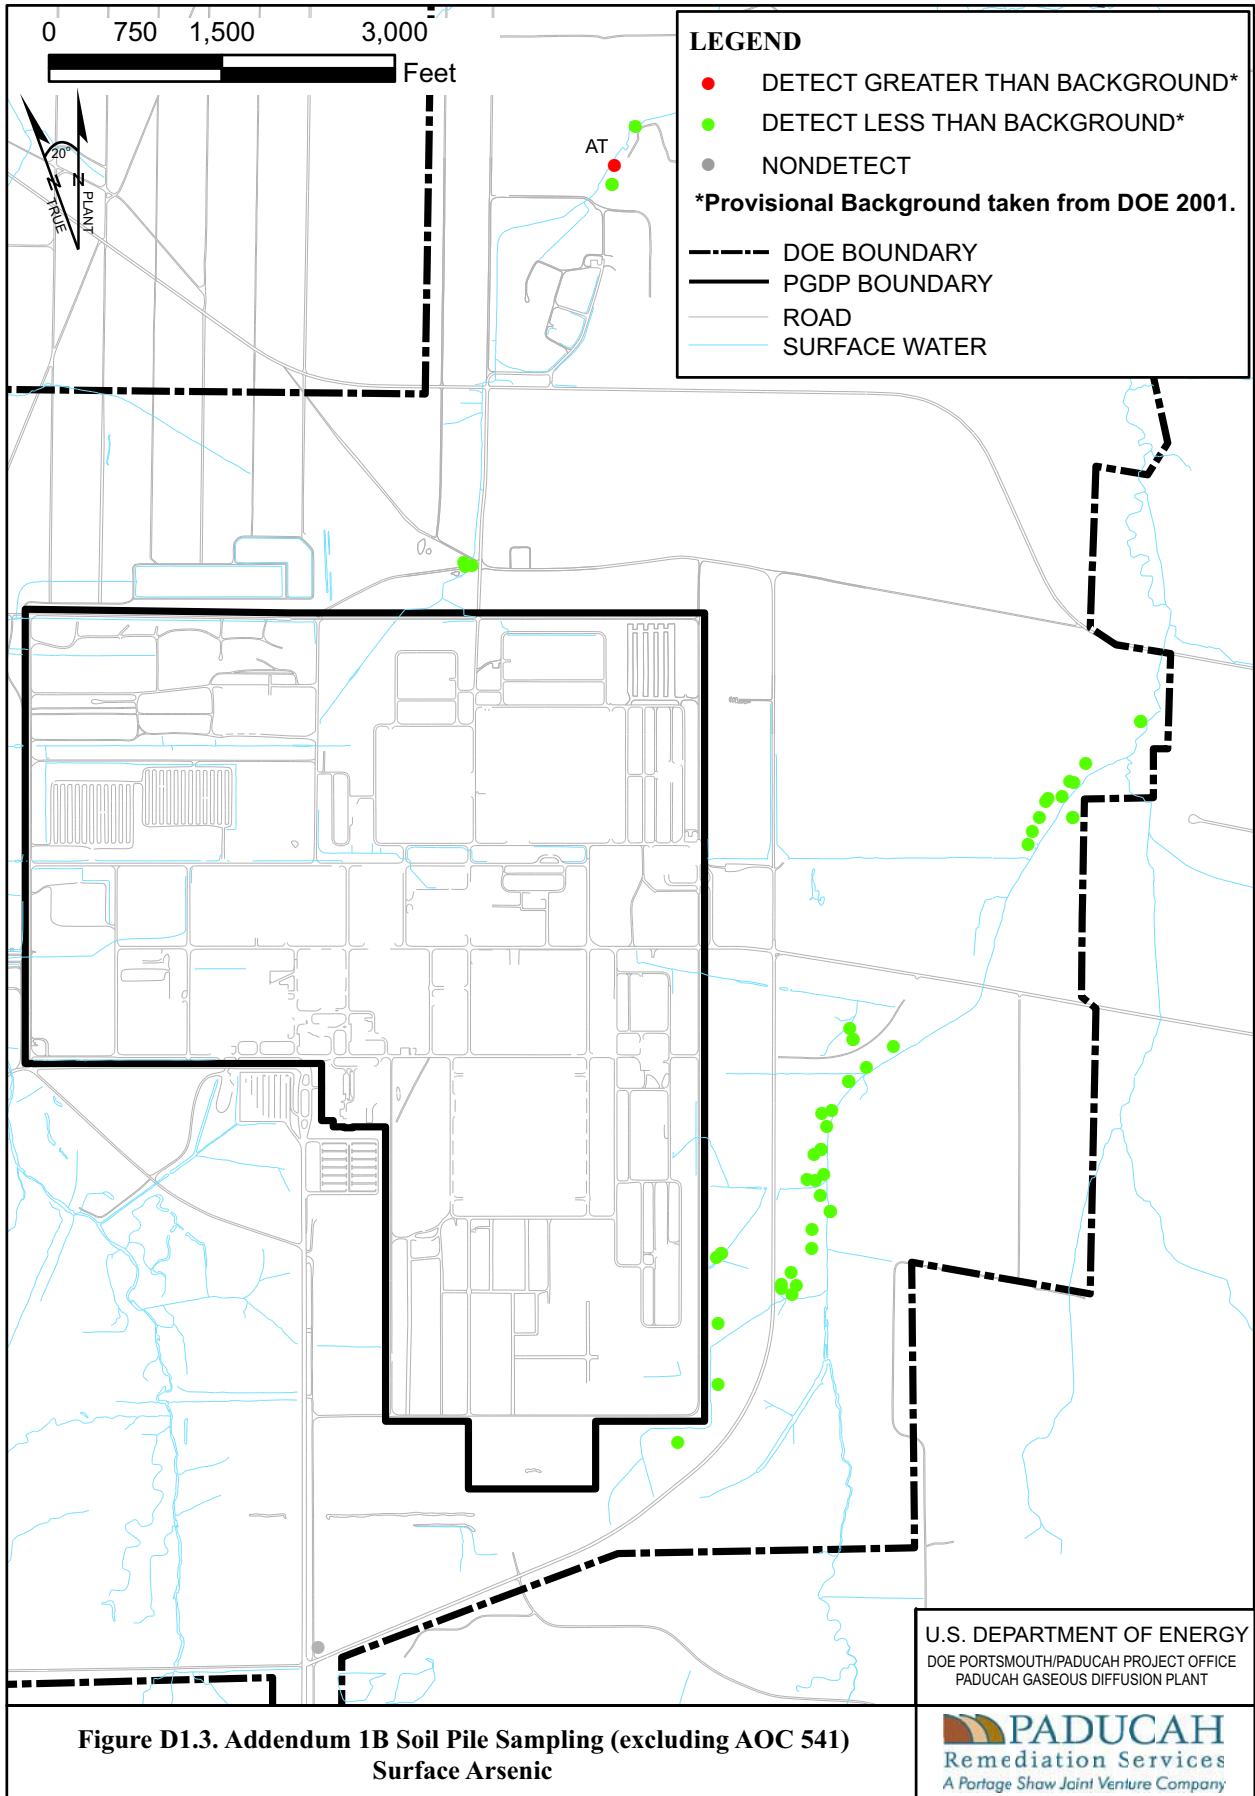 0 750 1,500 3,000
Feet
20°
N TRUE
N PLANT
AT
LEGEND
DETECT GREATER THAN BACKGROUND*
DETECT LESS THAN BACKGROUND*
NONDETECT
*Provisional Background taken from DOE 2001.
DOE BOUNDARY
PGDP BOUNDARY
ROAD
SURFACE WATER
U.S. DEPARTMENT OF ENERGY
DOE PORTSMOUTH/PADUCAH PROJECT OFFICE
PADUCAH GASEOUS DIFFUSION PLANT
Figure D1.3. Addendum 1B Soil Pile Sampling (excluding AOC 541)
Surface Arsenic
PADUCAH
Remediation Services
A Portage Shaw Joint Venture Company